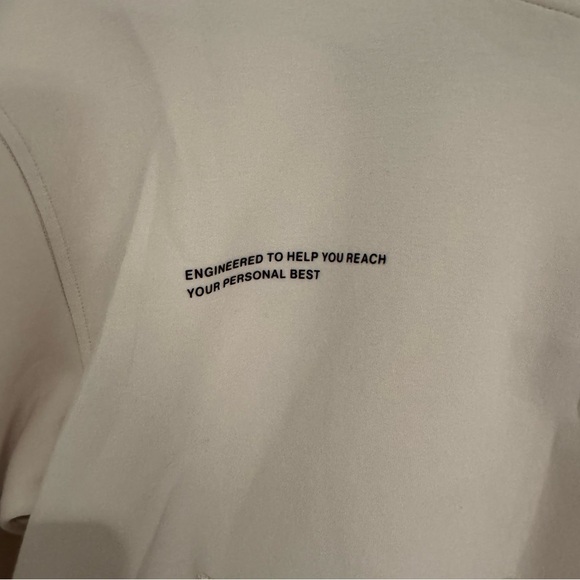 ENGINEERED TO HELP YOU REACH
YOUR PERSONAL BEST